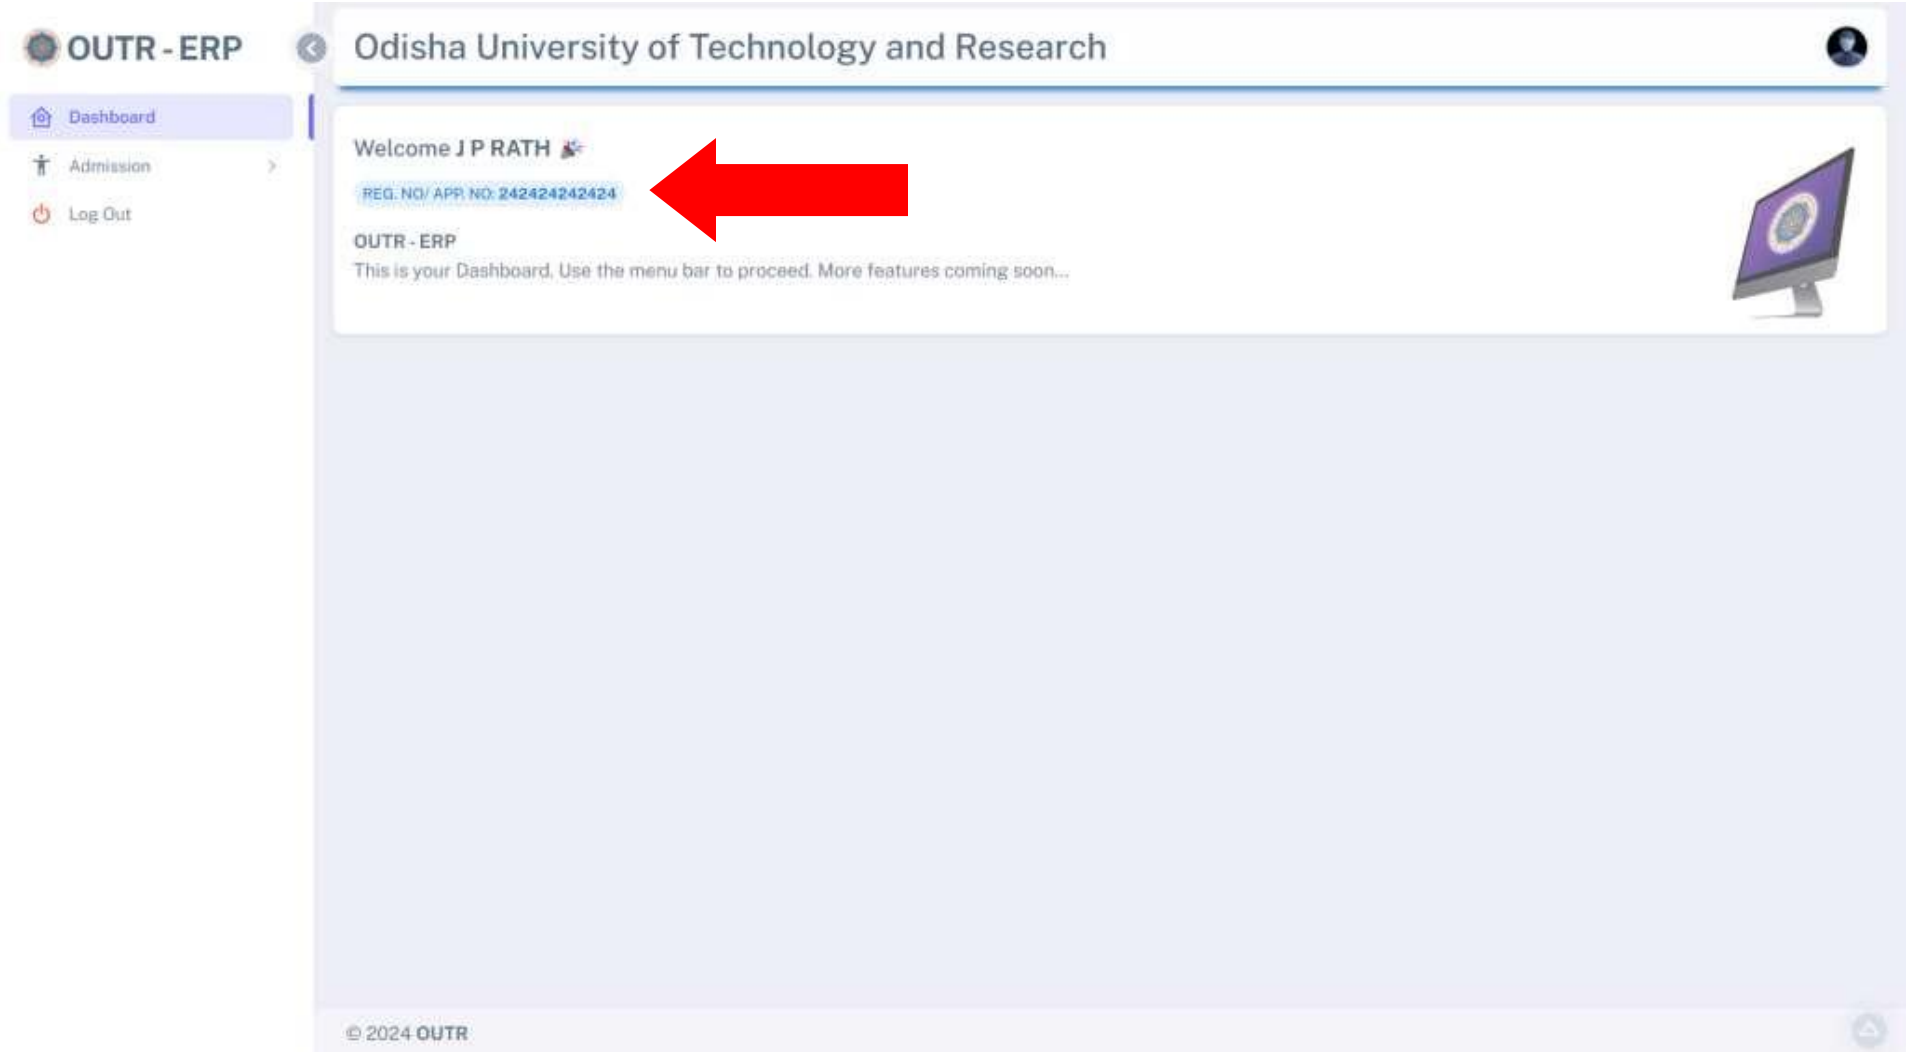 OUTR - ERP
Odisha University of Technology and Research
Dashboard
Admission
Log Out
Welcome J P RATH
REG. NO/ APP. NO: 242424242424
OUTR - ERP
This is your Dashboard. Use the menu bar to proceed. More features coming soon...
© 2024 OUTR